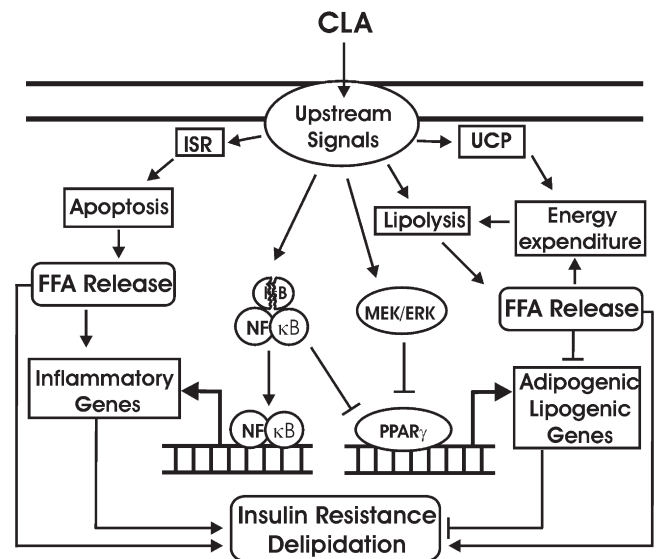 CLA
Upstream
Signals
ISR
UCP
Apoptosis
Lipolysis
Energy
expenditure
FFA Release
IκB
NF κB
MEK/ERK
FFA Release
Inflammatory
Genes
Adipogenic
Lipogenic
Genes
NF κB
PPARγ
Insulin Resistance
Delipidation